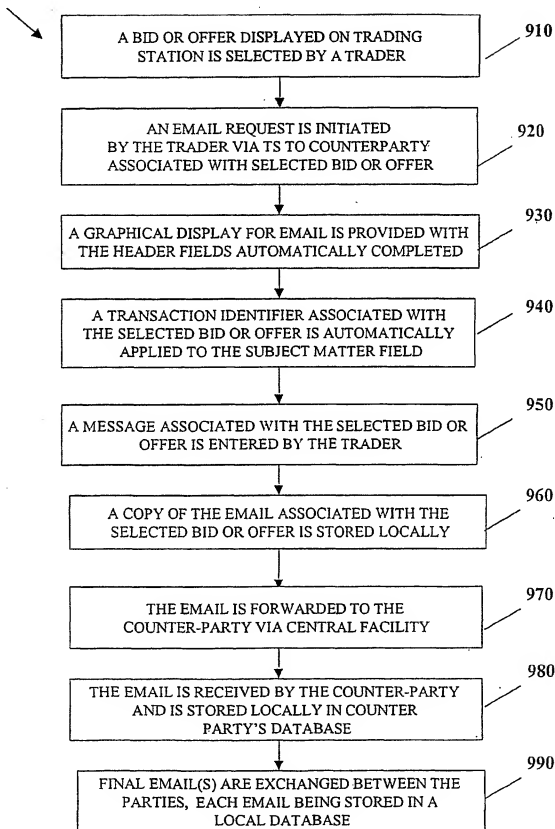 910
A BID OR OFFER DISPLAYED ON TRADING
STATION IS SELECTED BY A TRADER
920
AN EMAIL REQUEST IS INITIATED
BY THE TRADER VIA TS TO COUNTERPARTY
ASSOCIATED WITH SELECTED BID OR OFFER
930
A GRAPHICAL DISPLAY FOR EMAIL IS PROVIDED WITH
THE HEADER FIELDS AUTOMATICALLY COMPLETED
940
A TRANSACTION IDENTIFIER ASSOCIATED WITH
THE SELECTED BID OR OFFER IS AUTOMATICALLY
APPLIED TO THE SUBJECT MATTER FIELD
950
A MESSAGE ASSOCIATED WITH THE SELECTED BID OR
OFFER IS ENTERED BY THE TRADER
960
A COPY OF THE EMAIL ASSOCIATED WITH THE
SELECTED BID OR OFFER IS STORED LOCALLY
970
THE EMAIL IS FORWARDED TO THE
COUNTER-PARTY VIA CENTRAL FACILITY
980
THE EMAIL IS RECEIVED BY THE COUNTER-PARTY
AND IS STORED LOCALLY IN COUNTER
PARTY'S DATABASE
990
FINAL EMAIL(S) ARE EXCHANGED BETWEEN THE
PARTIES, EACH EMAIL BEING STORED IN A
LOCAL DATABASE